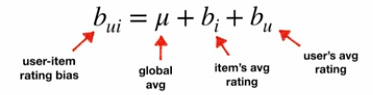 b_ui = μ + b_i + b_u
user-item
rating bias
global
avg
item's avg
rating
user's avg
rating